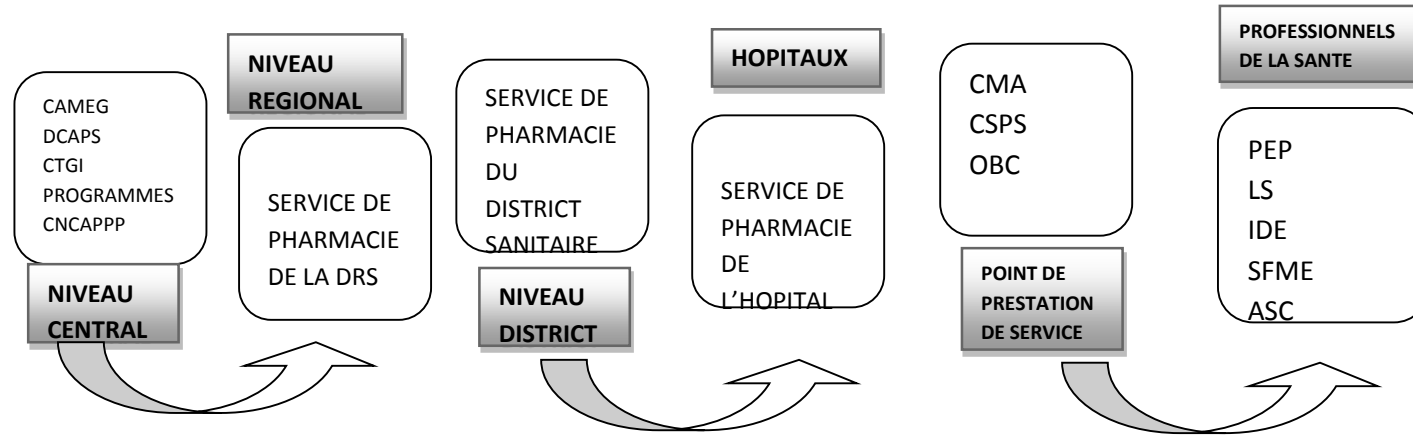 CAMEG
DCAPS
CTGI
PROGRAMMES
CNCAPPP
NIVEAU
CENTRAL
NIVEAU
REGIONAL
SERVICE DE
PHARMACIE
DE LA DRS
SERVICE DE
PHARMACIE
DU
DISTRICT
SANITAIRE
NIVEAU
DISTRICT
HOPITAUX
SERVICE DE
PHARMACIE
DE
L’HOPITAL
CMA
CSPS
OBC
POINT DE
PRESTATION
DE SERVICE
PROFESSIONNELS
DE LA SANTE
PEP
LS
IDE
SFME
ASC